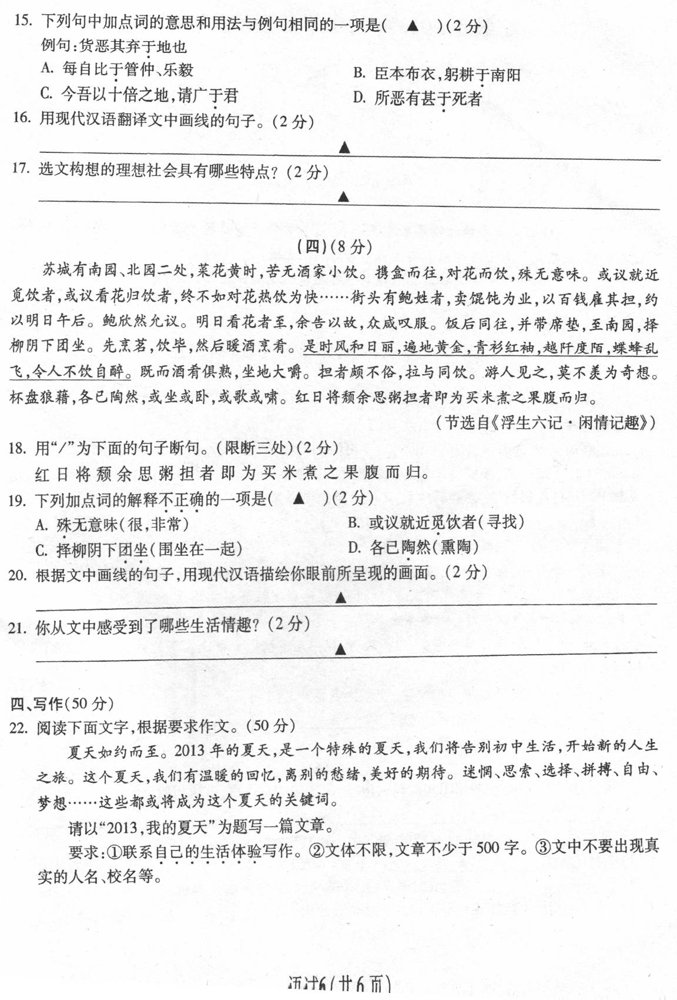 15. 下列句中加点词的意思和用法与例句相同的一项是(　▲　)(2 分)
例句:货恶其弃于地也
A. 每自比于管仲、乐毅
B. 臣本布衣,躬耕于南阳
C. 今吾以十倍之地,请广于君
D. 所恶有甚于死者
16. 用现代汉语翻译文中画线的句子。(2 分)
▲
17. 选文构想的理想社会具有哪些特点? (2 分)
▲
(四)(8 分)
苏城有南园、北园二处,菜花黄时,苦无酒家小饮。携盒而往,对花而饮,殊无意味。或议就近
觅饮者,或议看花归饮者,终不如对花热饮为快……街头有鲍姓者,卖馄饨为业,以百钱雇其担,约
以明日午后。鲍欣然允议。明日看花者至,余告以故,众咸叹服。饭后同往,并带席垫,至南园,择
柳阴下团坐。先烹茗,饮毕,然后暖酒烹肴。是时风和日丽,遍地黄金,青衫红袖,越阡度陌,蝶蜂乱
飞,令人不饮自醉。既而酒肴俱熟,坐地大嚼。担者颇不俗,拉与同饮。游人见之,莫不羡为奇想。
杯盘狼藉,各已陶然,或坐或卧,或歌或啸。红日将颓余思粥担者即为买米煮之果腹而归。
(节选自《浮生六记·闲情记趣》)
18. 用“/”为下面的句子断句。(限断三处)(2 分)
红 日 将 颓 余 思 粥 担 者 即 为 买 米 煮 之 果 腹 而 归。
19. 下列加点词的解释不正确的一项是(　▲　)(2 分)
A. 殊无意味(很,非常)
B. 或议就近觅饮者(寻找)
C. 择柳阴下团坐(围坐在一起)
D. 各已陶然(熏陶)
20. 根据文中画线的句子,用现代汉语描绘你眼前所呈现的画面。(2 分)
▲
21. 你从文中感受到了哪些生活情趣? (2 分)
▲
四、写作(50 分)
22. 阅读下面文字,根据要求作文。(50 分)
夏天如约而至。2013 年的夏天,是一个特殊的夏天,我们将告别初中生活,开始新的人生
之旅。这个夏天,我们有温暖的回忆,离别的愁绪,美好的期待。迷惘、思索、选择、拼搏、自由、
梦想……这些都或将成为这个夏天的关键词。
请以“2013,我的夏天”为题写一篇文章。
要求:①联系自己的生活体验写作。②文体不限,文章不少于 500 字。③文中不要出现真
实的人名、校名等。
6(共 6 页)